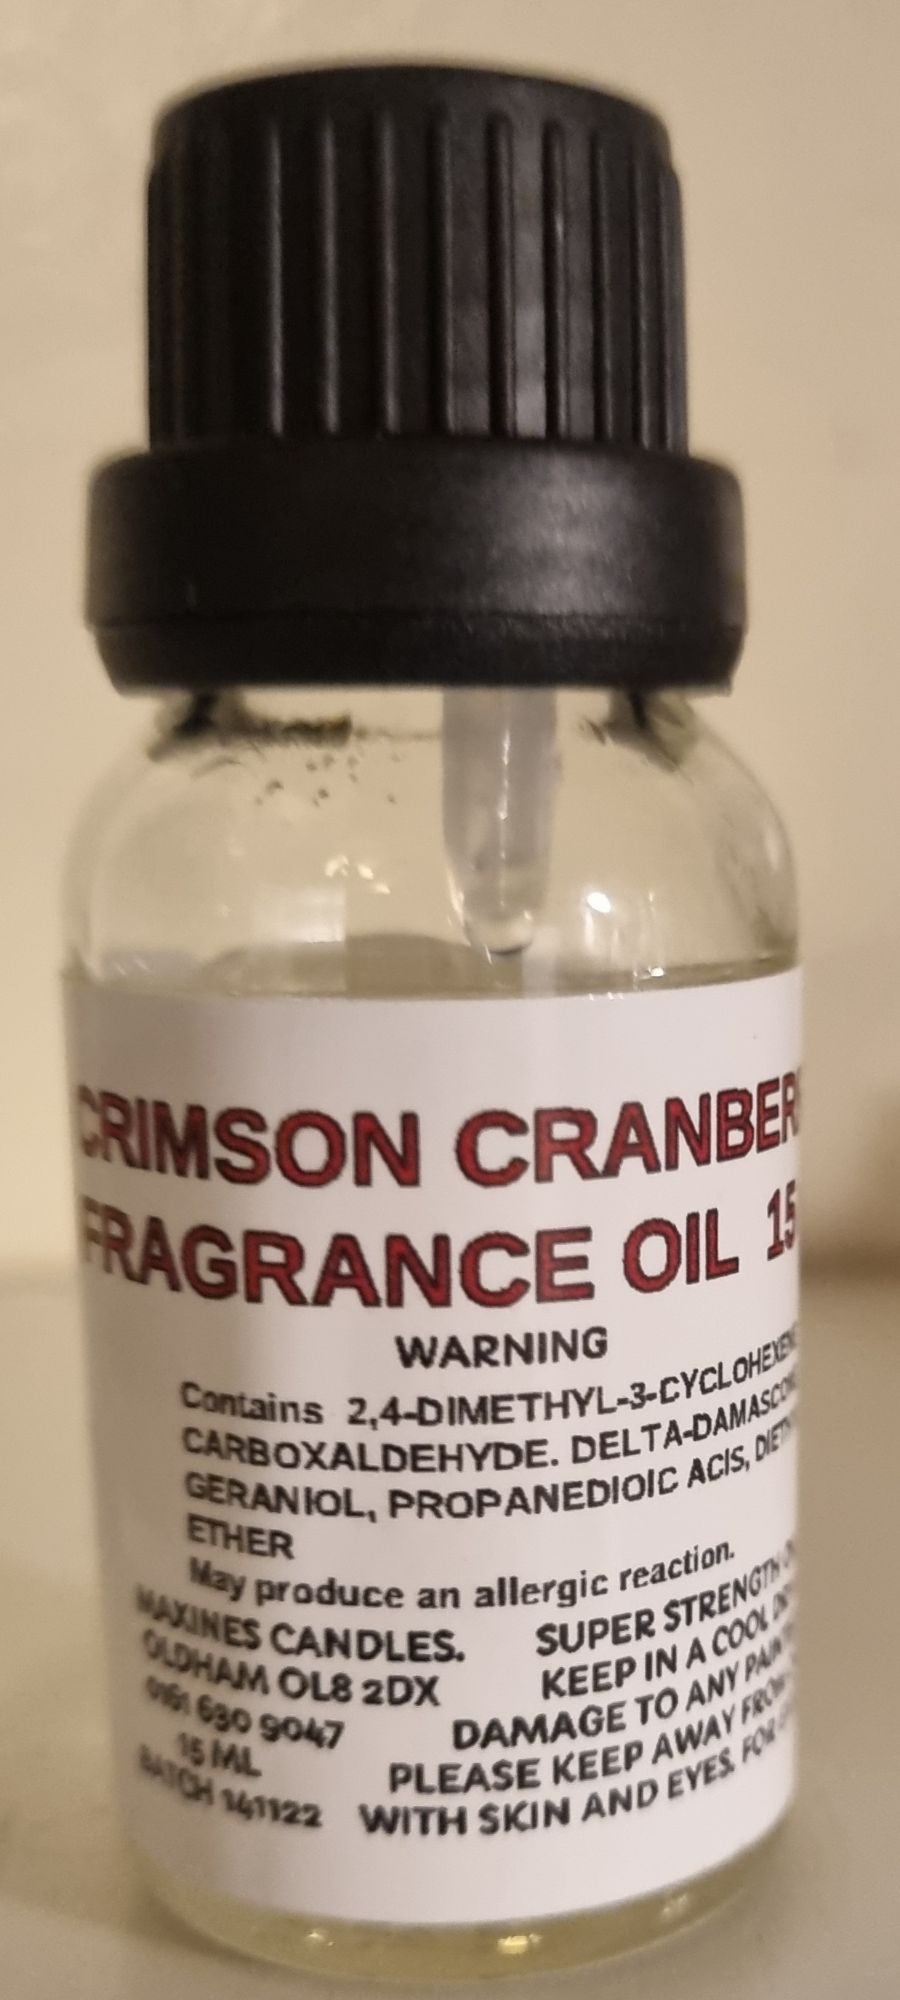 CRIMSON CRANBER
FRAGRANCE OIL 15
WARNING
Contains 2,4-DIMETHYL-3-CYCLOHEXEN
CARBOXALDEHYDE. DELTA-DAMASCON
GERANIOL, PROPANEDIOIC ACIS, DIETH
ETHER
May produce an allergic reaction.
MAXINES CANDLES.
OLDHAM OL8 2DX
0161 630 9047
15 ML
BATCH 141122
SUPER STRENGTH
KEEP IN A COOL
DAMAGE TO ANY PAINT
PLEASE KEEP AWAY FROM
WITH SKIN AND EYES. FOR